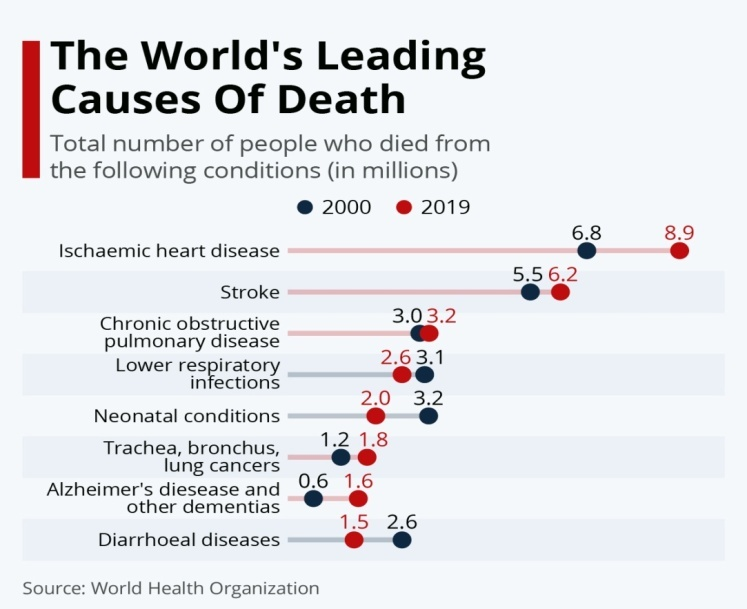 The World's Leading
Causes Of Death
Total number of people who died from
the following conditions (in millions)
2000 2019
Ischaemic heart disease 6.8 8.9
Stroke 5.5 6.2
Chronic obstructive
pulmonary disease 3.0 3.2
Lower respiratory
infections 2.6 3.1
Neonatal conditions 2.0 3.2
Trachea, bronchus,
lung cancers 1.2 1.8
Alzheimer's diesease and
other dementias 0.6 1.6
Diarrhoeal diseases 1.5 2.6
Source: World Health Organization